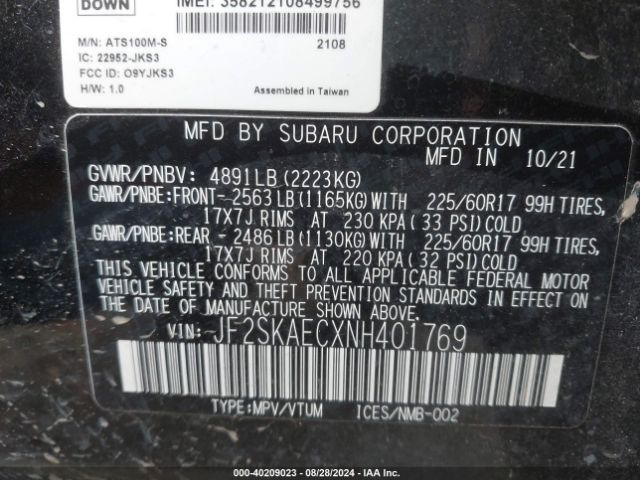 DOWN
IMEI: 358212108499756
M/N: ATS100M-S 2108
IC: 22952-JKS3
FCC ID: O9YJKS3
H/W: 1.0 Assembled in Taiwan
MFD BY SUBARU CORPORATION
MFD IN 10/21
GVWR/PNBV: 4891LB(2223KG)
GAWR/PNBE:FRONT-2563LB(1165KG)WITH 225/60R17 99H TIRES,
17X7J RIMS AT 230 KPA(33 PSI)COLD
GAWR/PNBE:REAR -2486LB(1130KG)WITH 225/60R17 99H TIRES,
17X7J RIMS AT 220 KPA(32 PSI)COLD
THIS VEHICLE CONFORMS TO ALL APPLICABLE FEDERAL MOTOR
VEHICLE SAFETY AND THEFT PREVENTION STANDARDS IN EFFECT ON
THE DATE OF MANUFACTURE SHOWN ABOVE.
VIN: JF2SKAECXNH401769
TYPE:MPV/VTUM ICES/NMB-002
000-40209023 - 08/28/2024 - IAA Inc.